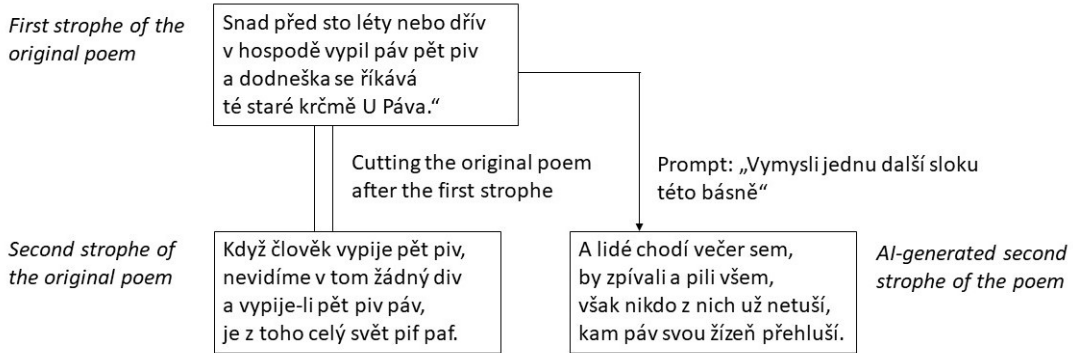 First strophe of the
original poem
Snad před sto léty nebo dřív
v hospodě vypil páv pět piv
a dodneška se říkává
té staré krčmě U Páva.“
Cutting the original poem
after the first strophe
Prompt: „Vymysli jednu další sloku
této básně“
Second strophe of
the original poem
Když člověk vypije pět piv,
nevidíme v tom žádný div
a vypije-li pět piv páv,
je z toho celý svět pif paf.
A lidé chodí večer sem,
by zpívali a pili všem,
však nikdo z nich už netuší,
kam páv svou žízeň přehluší.
AI-generated second
strophe of the poem